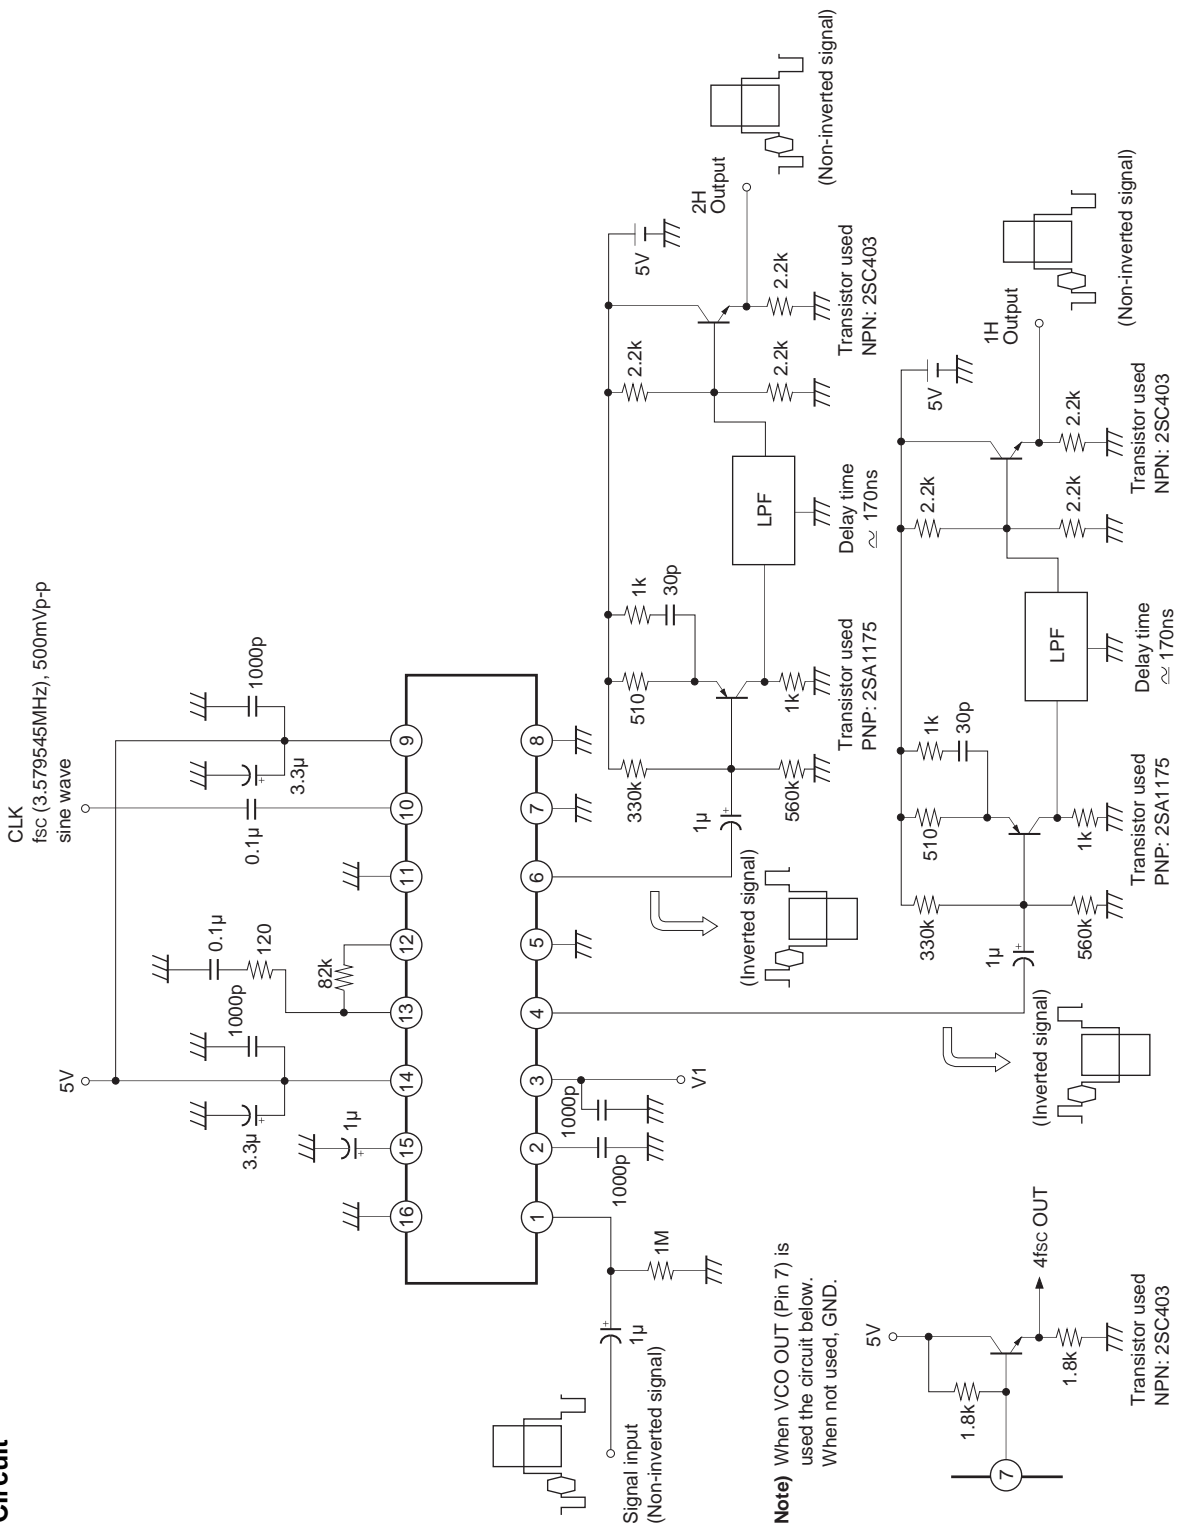 Circuit
CLK
fsc (3.579545MHz), 500mVp-p
sine wave
5V
3.3µ
1000p
1µ
1000p
0.1µ
120
82k
0.1µ
3.3µ
1000p
16
15
14
13
12
11
10
9
1
2
3
4
5
6
7
8
Signal input
(Non-inverted signal)
1µ
1M
1000p
1000p
V1
(Inverted signal)
1µ
330k
560k
510
1k
30p
1k
Transistor used
PNP: 2SA1175
LPF
Delay time
≃ 170ns
2.2k
2.2k
2.2k
5V
Transistor used
NPN: 2SC403
2H
Output
(Non-inverted signal)
(Inverted signal)
1µ
330k
560k
510
1k
30p
1k
Transistor used
PNP: 2SA1175
LPF
Delay time
≃ 170ns
2.2k
2.2k
2.2k
5V
Transistor used
NPN: 2SC403
1H
Output
(Non-inverted signal)
Note) When VCO OUT (Pin 7) is
used the circuit below.
When not used, GND.
5V
1.8k
7
4fsc OUT
1.8k
Transistor used
NPN: 2SC403